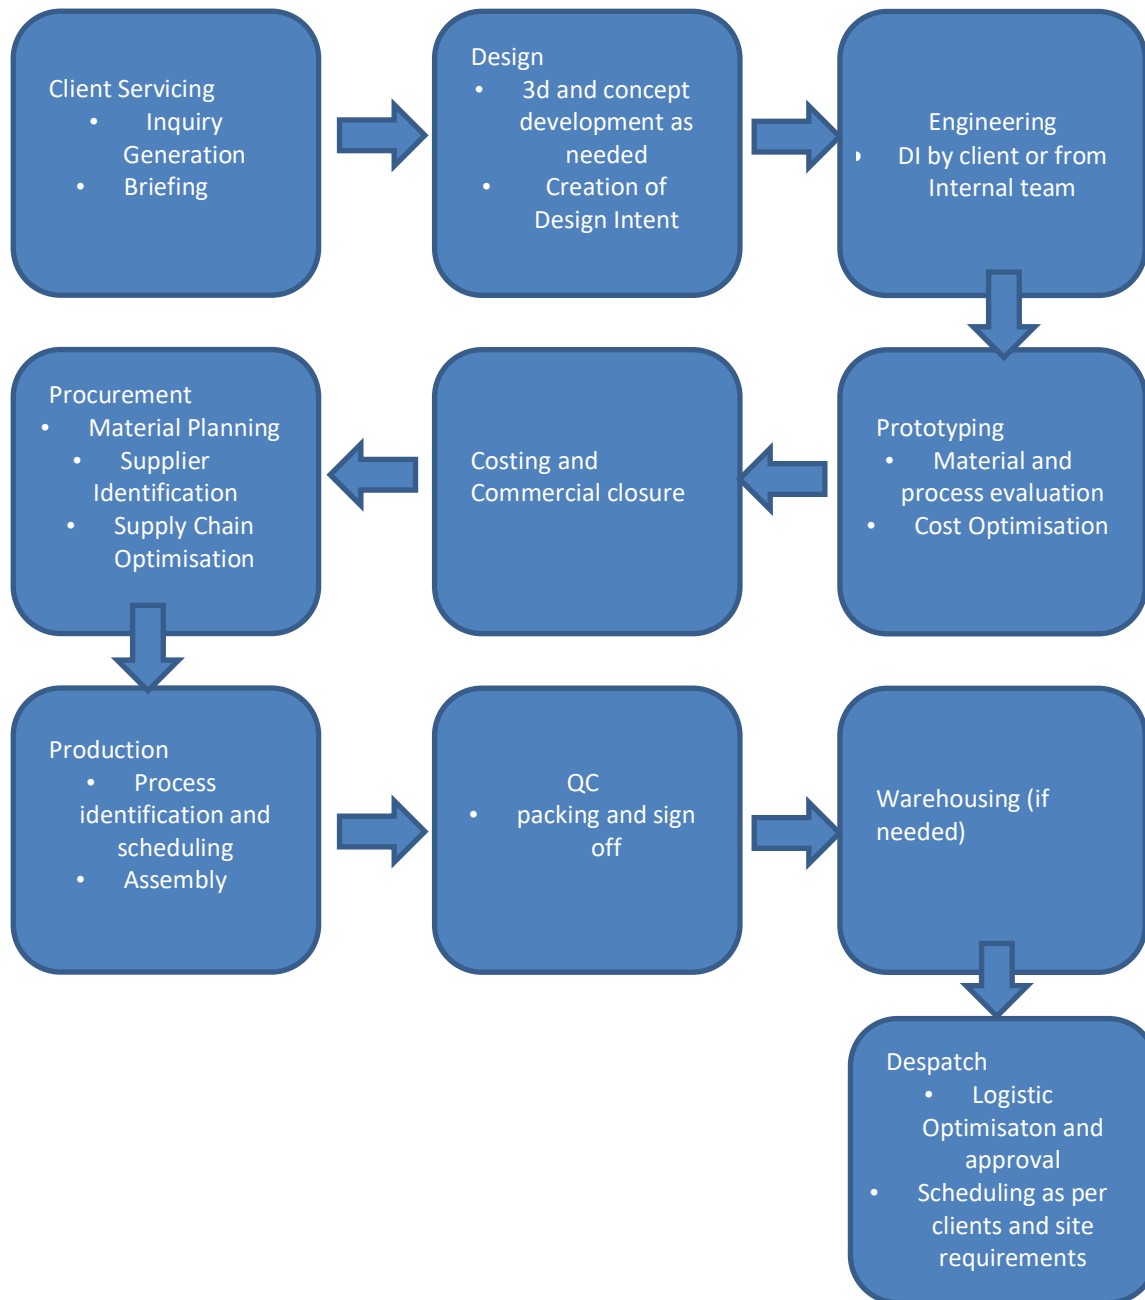 Client Servicing
• Inquiry
Generation
• Briefing
Design
• 3d and concept
development as
needed
• Creation of
Design Intent
Engineering
• DI by client or from
Internal team
Prototyping
• Material and
process evaluation
• Cost Optimisation
Costing and
Commercial closure
Procurement
• Material Planning
• Supplier
Identification
• Supply Chain
Optimisation
Production
• Process
identification and
scheduling
• Assembly
QC
• packing and sign
off
Warehousing (if
needed)
Despatch
• Logistic
Optimisaton and
approval
• Scheduling as per
clients and site
requirements